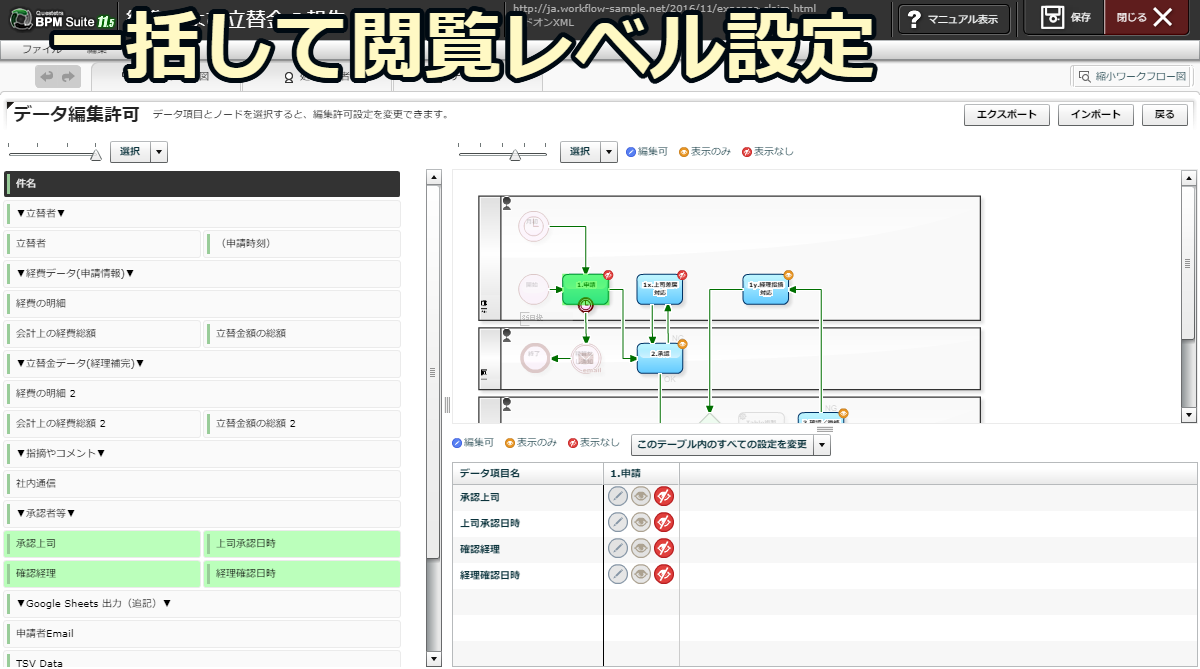 Questetra
BPM Suite 11.5
http://ja.workflow-sample.net/2016/11/expense-claim.html
ドオンXML
? マニュアル表示
保存
閉じる
一括して閲覧レベル設定
ファイル 編集
縮小ワークフロー図
データ編集許可 データ項目とノードを選択すると、編集許可設定を変更できます。
エクスポート インポート 戻る
選択 選択 編集可 表示のみ 表示なし
件名
▼立替者▼
立替者 （申請時刻）
▼経費データ(申請情報)▼
経費の明細
会計上の経費総額 立替金額の総額
▼立替金データ(経理補完)▼
経費の明細 2
会計上の経費総額 2 立替金額の総額 2
▼指摘やコメント▼
社内通信
▼承認者等▼
承認上司 上司承認日時
確認経理 経理確認日時
▼Google Sheets 出力（追記）▼
申請者Email
TSV Data
1.申請
1x.上司差戻対応
1y.経理指摘対応
2.承認
NG
OK
編集可 表示のみ 表示なし このテーブル内のすべての設定を変更
データ項目名 1.申請
承認上司
上司承認日時
確認経理
経理確認日時